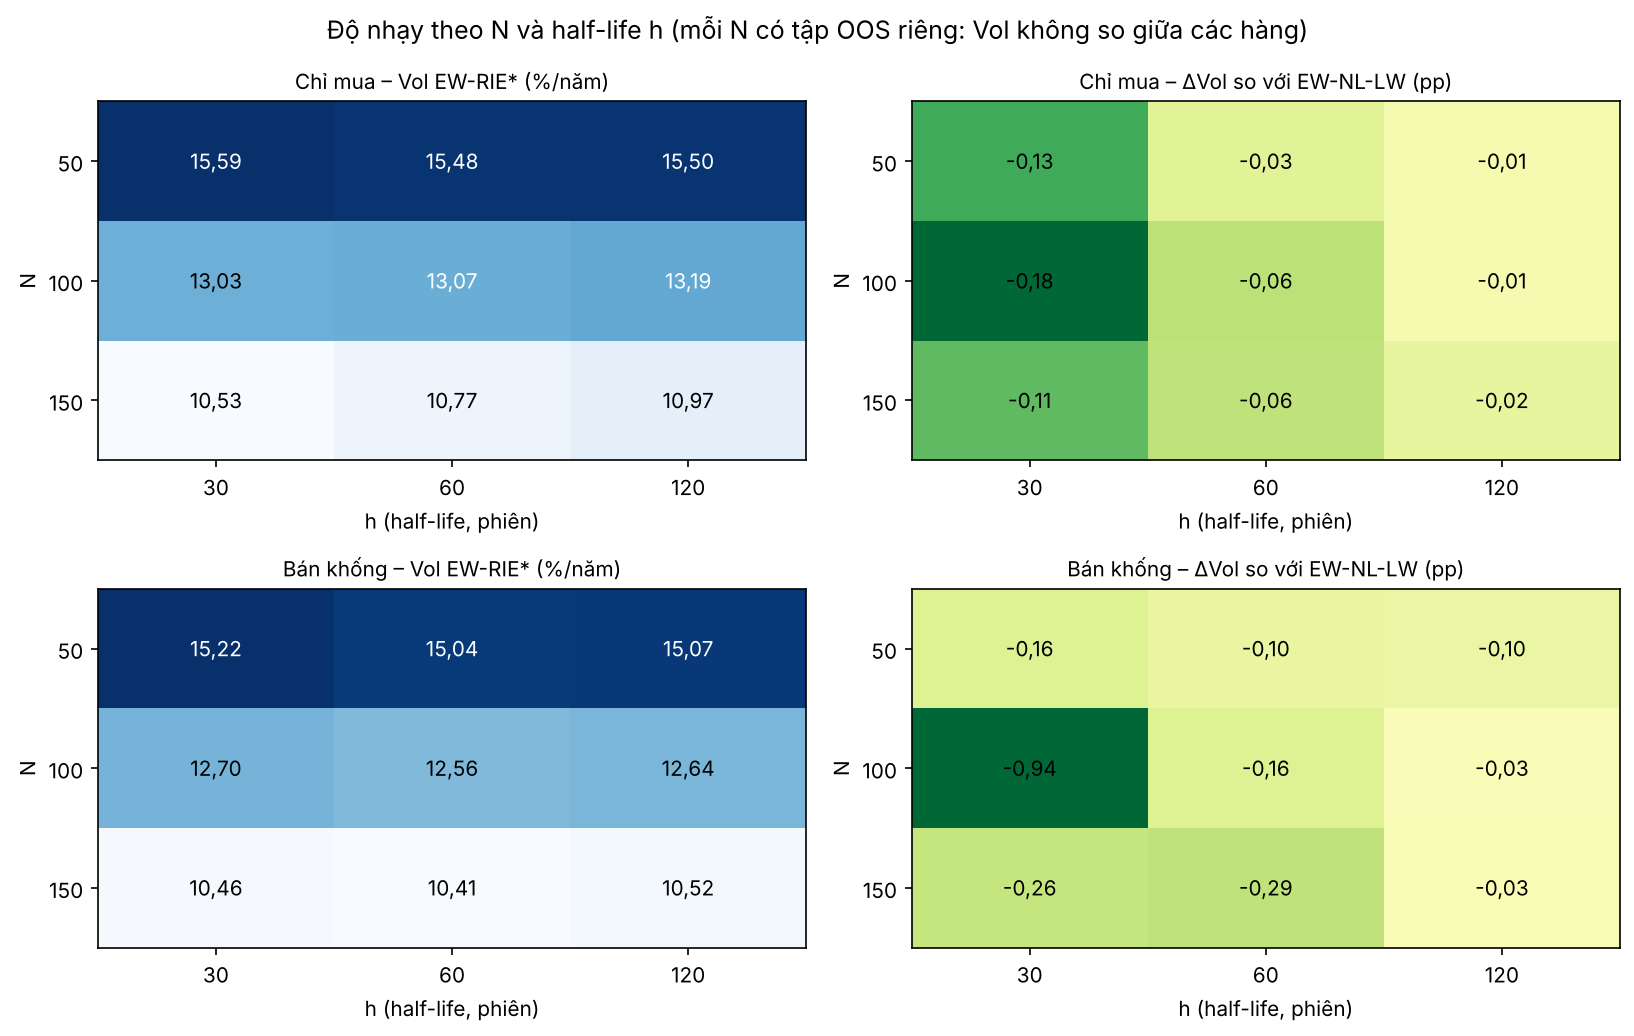 Độ nhạy theo N và half-life h (mỗi N có tập OOS riêng: Vol không so giữa các hàng)
Chỉ mua – Vol EW-RIE* (%/năm)
N
50 15,59 15,48 15,50
100 13,03 13,07 13,19
150 10,53 10,77 10,97
30 60 120
h (half-life, phiên)
Chỉ mua – ΔVol so với EW-NL-LW (pp)
N
50 -0,13 -0,03 -0,01
100 -0,18 -0,06 -0,01
150 -0,11 -0,06 -0,02
30 60 120
h (half-life, phiên)
Bán khống – Vol EW-RIE* (%/năm)
N
50 15,22 15,04 15,07
100 12,70 12,56 12,64
150 10,46 10,41 10,52
30 60 120
h (half-life, phiên)
Bán khống – ΔVol so với EW-NL-LW (pp)
N
50 -0,16 -0,10 -0,10
100 -0,94 -0,16 -0,03
150 -0,26 -0,29 -0,03
30 60 120
h (half-life, phiên)